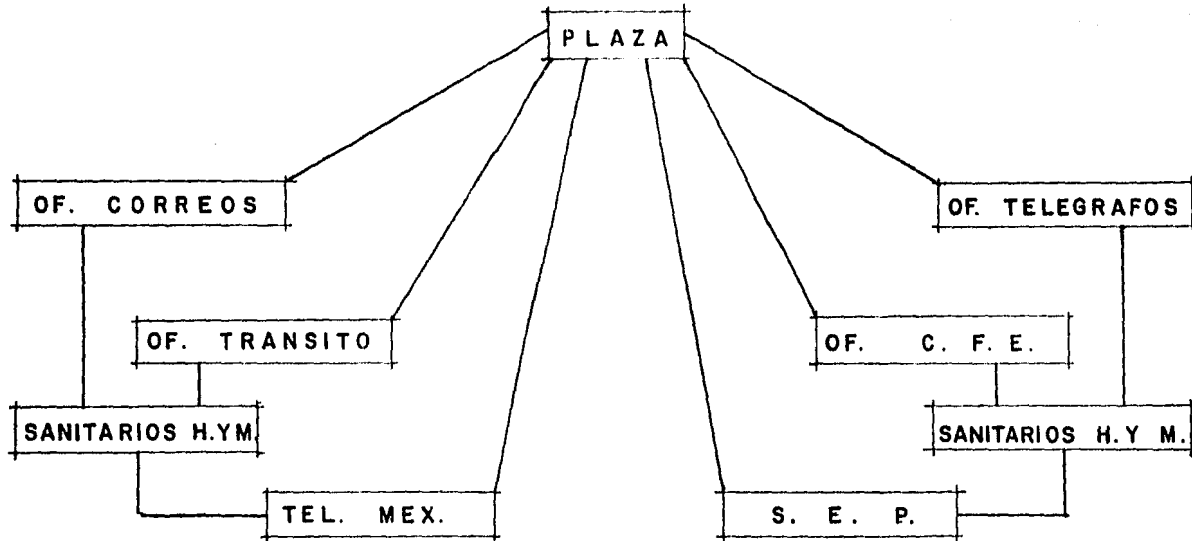 PLAZA
OF. CORREOS
OF. TELEGRAFOS
OF. TRANSITO
OF. C. F. E.
SANITARIOS H.YM.
SANITARIOS H. Y M.
TEL. MEX.
S. E. P.